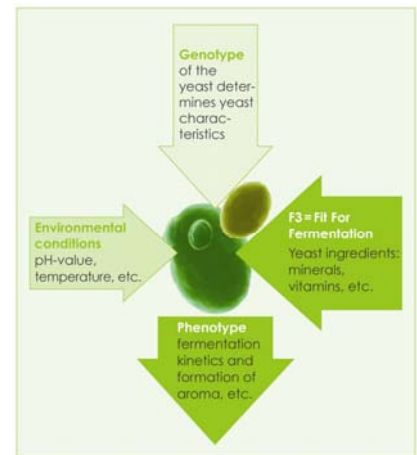 Genotype
of the
yeast deter-
mines yeast
charac-
teristics
Environmental
conditions
pH-value,
temperature, etc.
F3=Fit For
Fermentation
Yeast ingredients:
minerals,
vitamins, etc.
Phenotype
fermentation
kinetics and
formation of
aroma, etc.